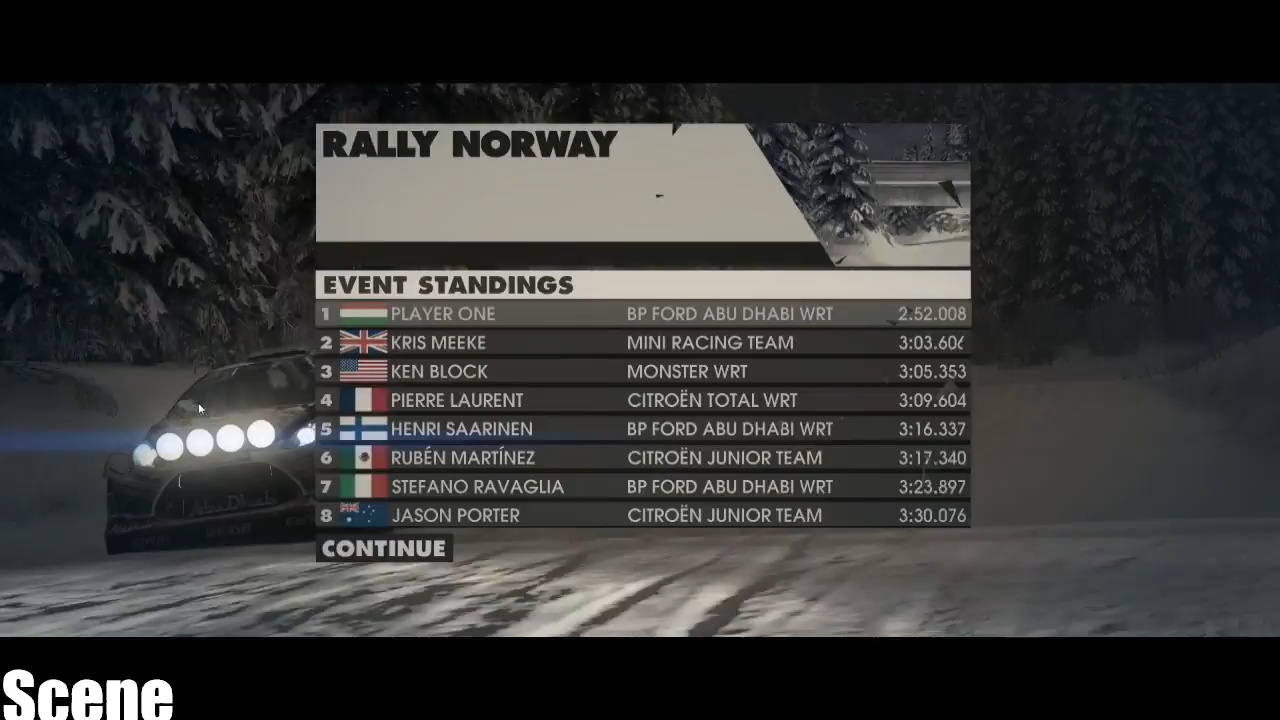 RALLY NORWAY
EVENT STANDINGS
1 PLAYER ONE BP FORD ABU DHABI WRT 2.52.008
2 KRIS MEEKE MINI RACING TEAM 3:03.606
3 KEN BLOCK MONSTER WRT 3:05.353
4 PIERRE LAURENT CITROËN TOTAL WRT 3:09.604
5 HENRI SAARINEN BP FORD ABU DHABI WRT 3:16.337
6 RUBÉN MARTÍNEZ CITROËN JUNIOR TEAM 3:17.340
7 STEFANO RAVAGLIA BP FORD ABU DHABI WRT 3:23.897
8 JASON PORTER CITROËN JUNIOR TEAM 3:30.076
CONTINUE
Abu Dhabi
Scene